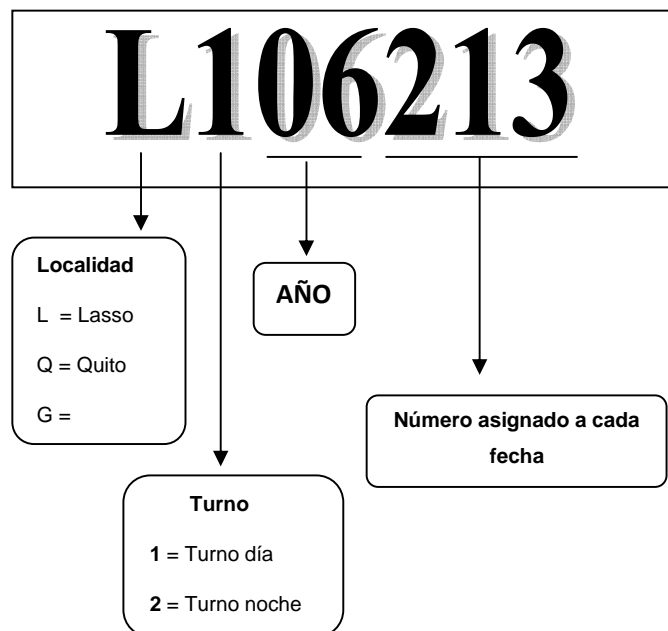 L106213
Localidad
L = Lasso
Q = Quito
G =
AÑO
Número asignado a cada
fecha
Turno
1 = Turno día
2 = Turno noche